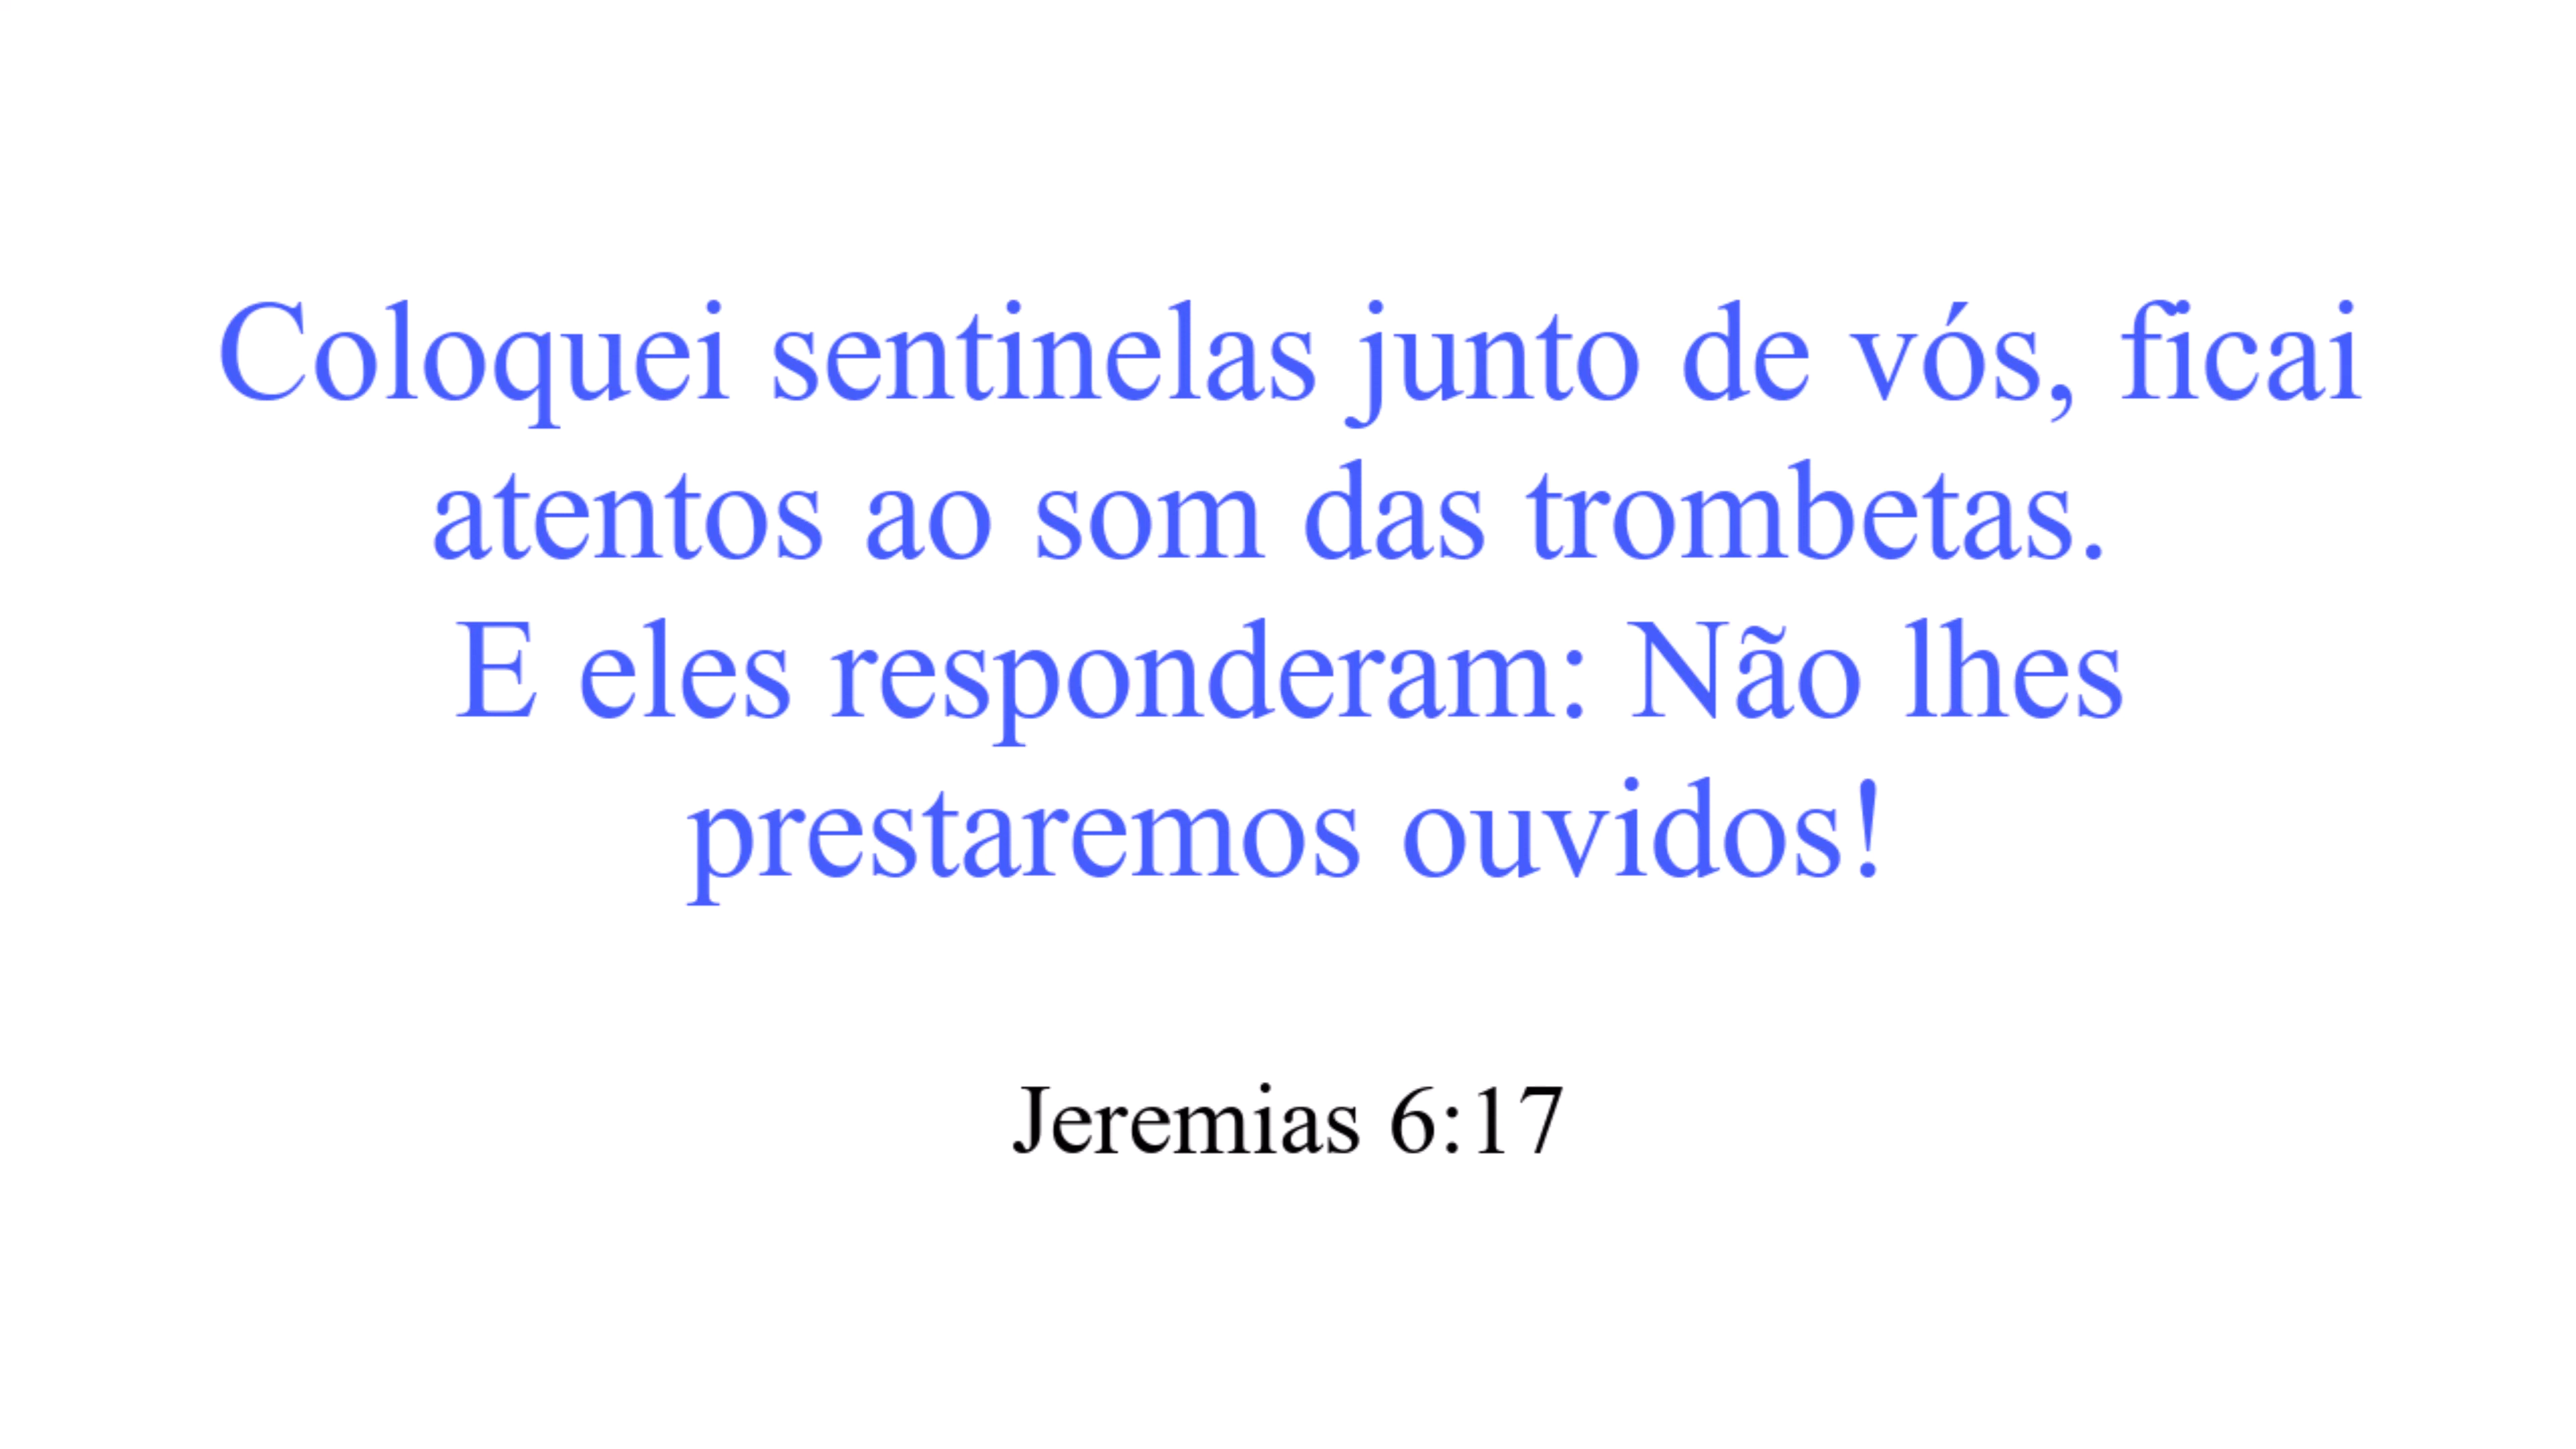 Coloquei sentinelas junto de vós, ficai
atentos ao som das trombetas.
E eles responderam: Não lhes
prestaremos ouvidos!
Jeremias 6:17